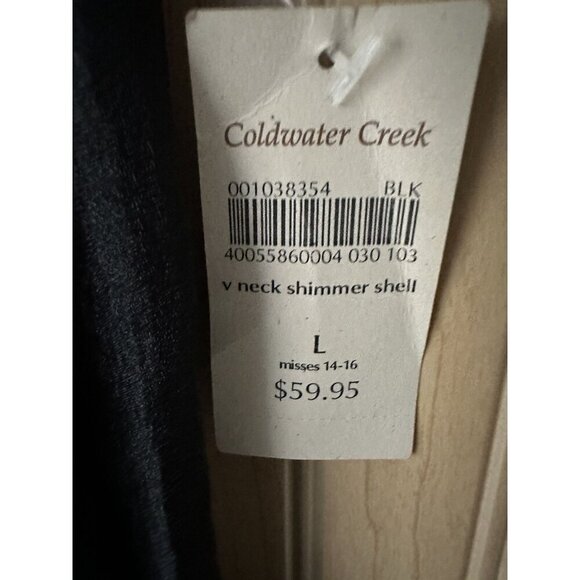 Coldwater Creek
001038354 BLK
40055860004 030 103
v neck shimmer shell
L
misses 14-16
$59.95